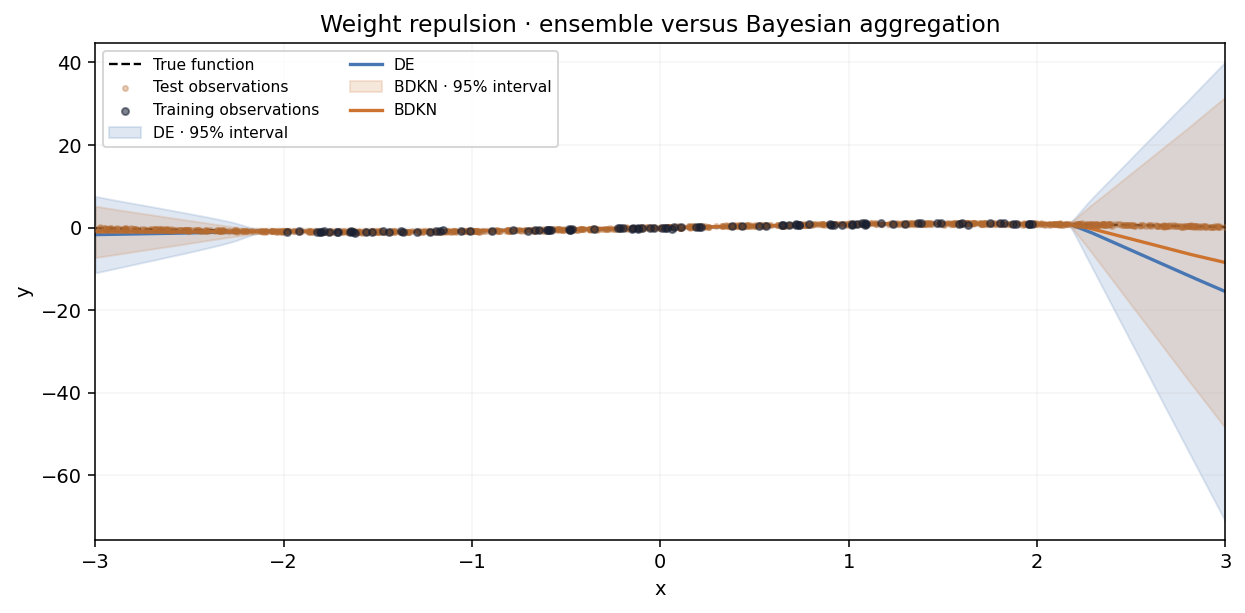 Weight repulsion · ensemble versus Bayesian aggregation
True function
Test observations
Training observations
DE · 95% interval
DE
BDKN · 95% interval
BDKN
40
20
0
−20
−40
−60
y
−3
−2
−1
0
1
2
3
x